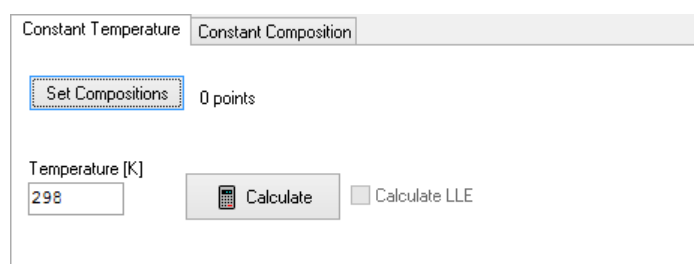 Constant Temperature Constant Composition
Set Compositions 0 points
Temperature [K]
298 Calculate Calculate LLE